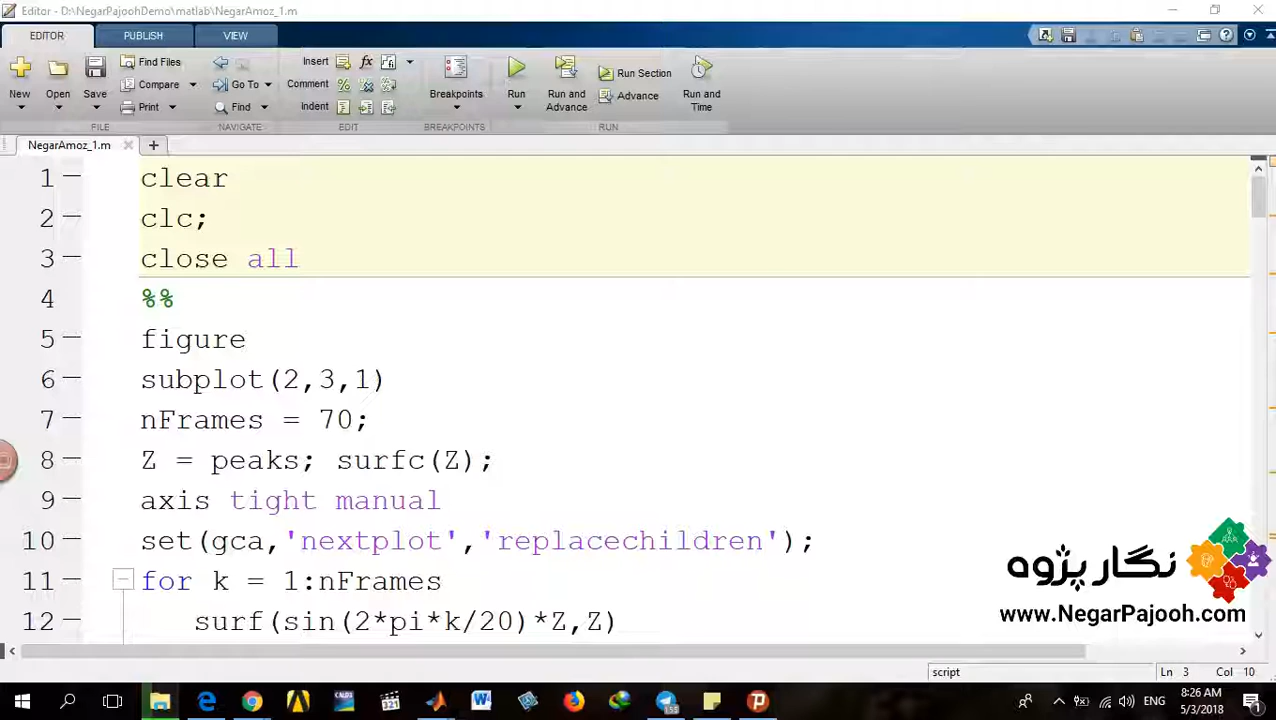 Editor - D:\NegarPajoohDemo\matlab\NegarAmoz_1.m
EDITOR PUBLISH VIEW
New Open Save Find Files Compare Print FILE
Go To Find NAVIGATE
Insert fx Comment % Indent EDIT
Breakpoints BREAKPOINTS
Run Run and Advance Run Section Advance Run and Time RUN
NegarAmoz_1.m +
1 clear
2 clc;
3 close all
4 %%
5 figure
6 subplot(2,3,1)
7 nFrames = 70;
8 Z = peaks; surfc(Z);
9 axis tight manual
10 set(gca,'nextplot','replacechildren');
11 for k = 1:nFrames
12 surf(sin(2*pi*k/20)*Z,Z)
نگار پژوه
www.NegarPajooh.com
script Ln 3 Col 10
ENG 8:26 AM
5/3/2018